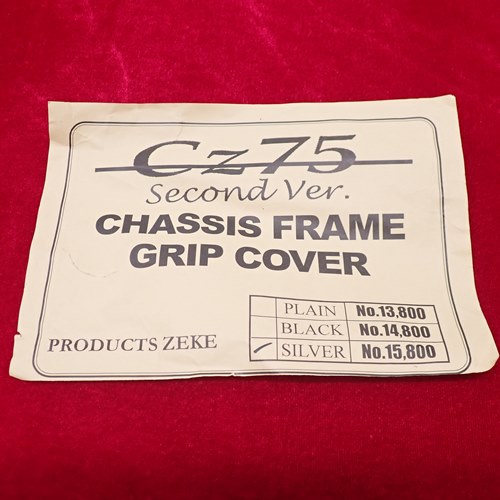 Cz75
Second Ver.
CHASSIS FRAME
GRIP COVER
PLAIN No.13,800
BLACK No.14,800
SILVER No.15,800
PRODUCTS ZEKE